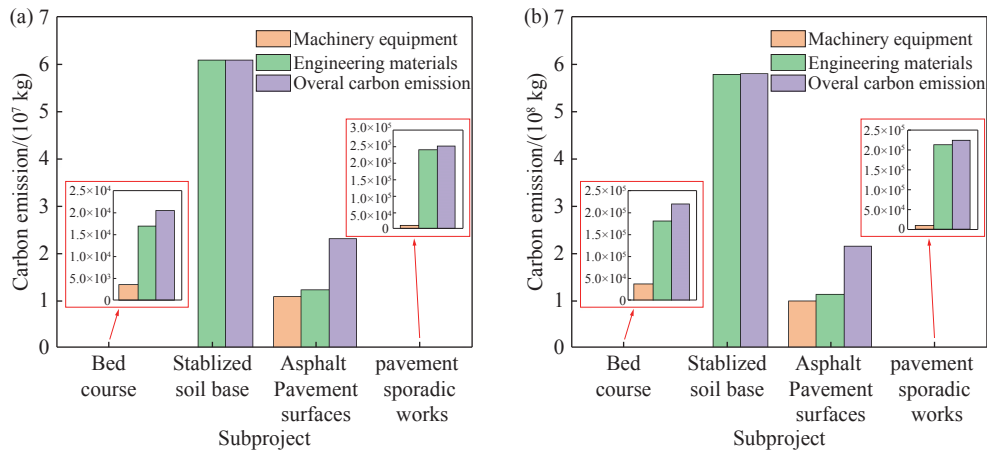 (a)
7
6
5
4
3
2
1
0
Carbon emission/(10⁷ kg)
Machinery equipment
Engineering materials
Overal carbon emission
2.5×10⁴
2.0×10⁴
1.5×10⁴
1.0×10⁴
5.0×10³
0
3.0×10⁵
2.5×10⁵
2.0×10⁵
1.5×10⁵
1.0×10⁵
5.0×10⁴
0
Bed
course
Stablized
soil base
Asphalt
Pavement
surfaces
pavement
sporadic
works
Subproject
(b)
7
6
5
4
3
2
1
0
Carbon emission/(10⁸ kg)
Machinery equipment
Engineering materials
Overal carbon emission
2.5×10⁵
2.0×10⁵
1.5×10⁵
1.0×10⁵
5.0×10⁴
0
2.5×10⁵
2.0×10⁵
1.5×10⁵
1.0×10⁵
5.0×10⁴
0
Bed
course
Stablized
soil base
Asphalt
Pavement
surfaces
pavement
sporadic
works
Subproject